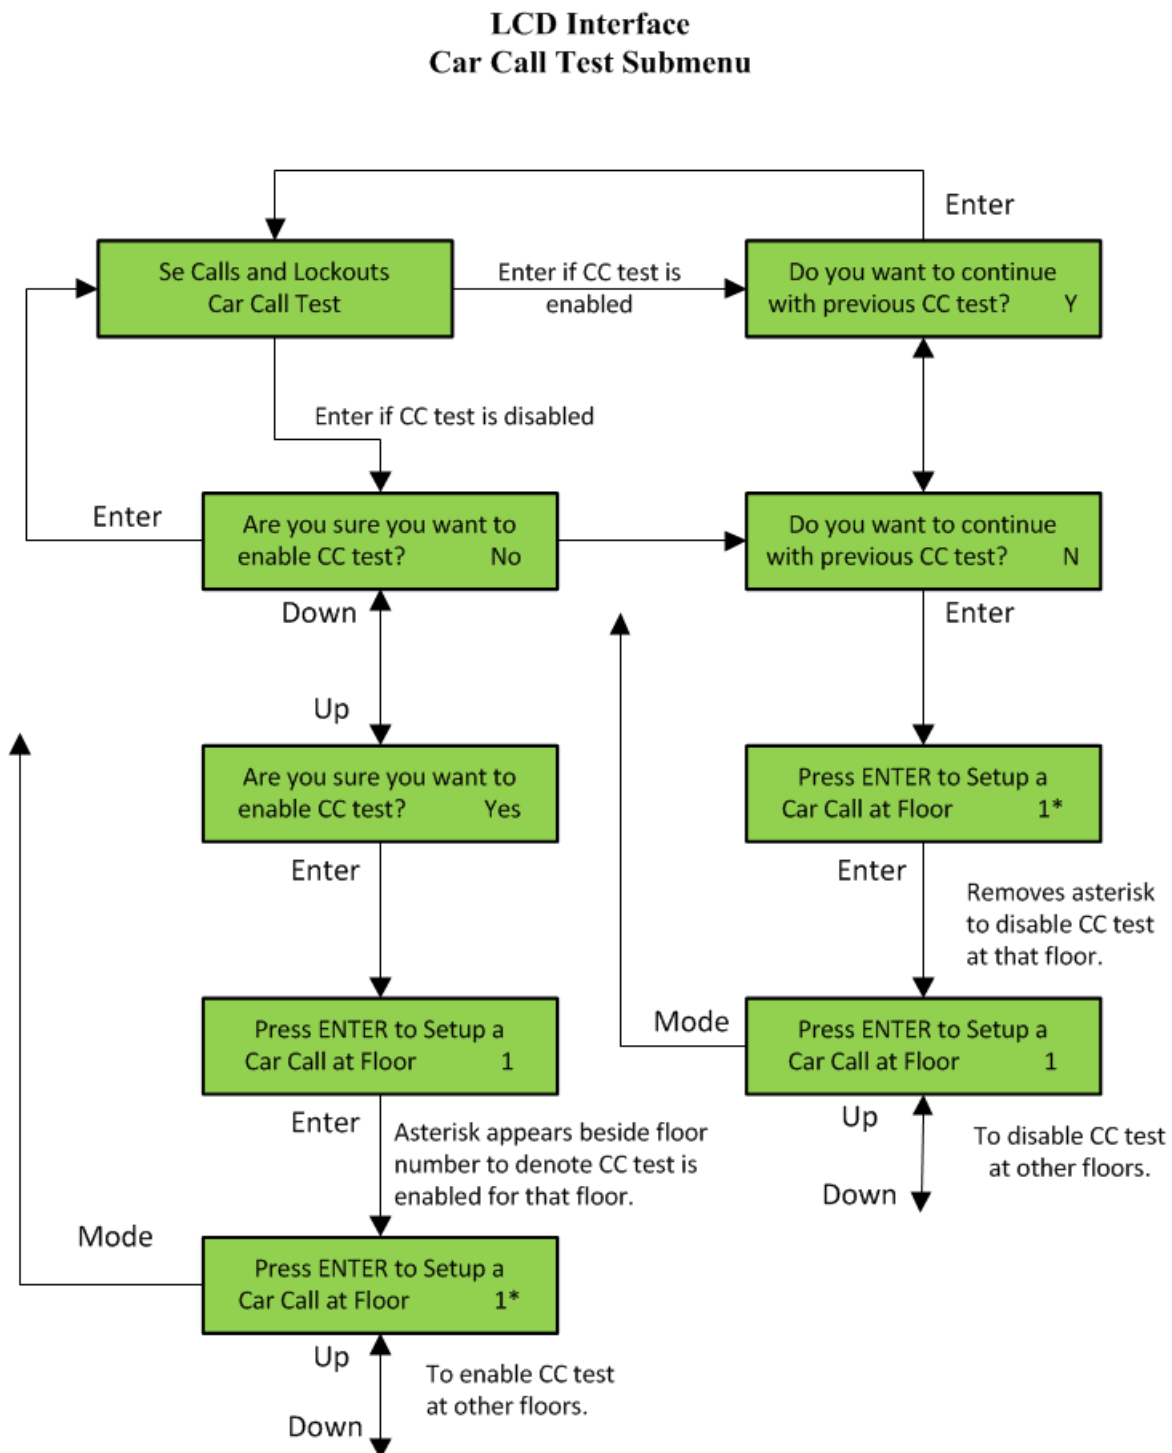 LCD Interface
Car Call Test Submenu
Enter
Se Calls and Lockouts
Car Call Test
Enter if CC test is
enabled
Do you want to continue
with previous CC test? Y
Enter if CC test is disabled
Enter
Are you sure you want to
enable CC test? No
Do you want to continue
with previous CC test? N
Down
Enter
Up
Are you sure you want to
enable CC test? Yes
Press ENTER to Setup a
Car Call at Floor 1*
Enter
Enter
Removes asterisk
to disable CC test
at that floor.
Press ENTER to Setup a
Car Call at Floor 1
Mode
Press ENTER to Setup a
Car Call at Floor 1
Enter
Asterisk appears beside floor
number to denote CC test is
enabled for that floor.
Up
Down
To disable CC test
at other floors.
Mode
Press ENTER to Setup a
Car Call at Floor 1*
Up
Down
To enable CC test
at other floors.